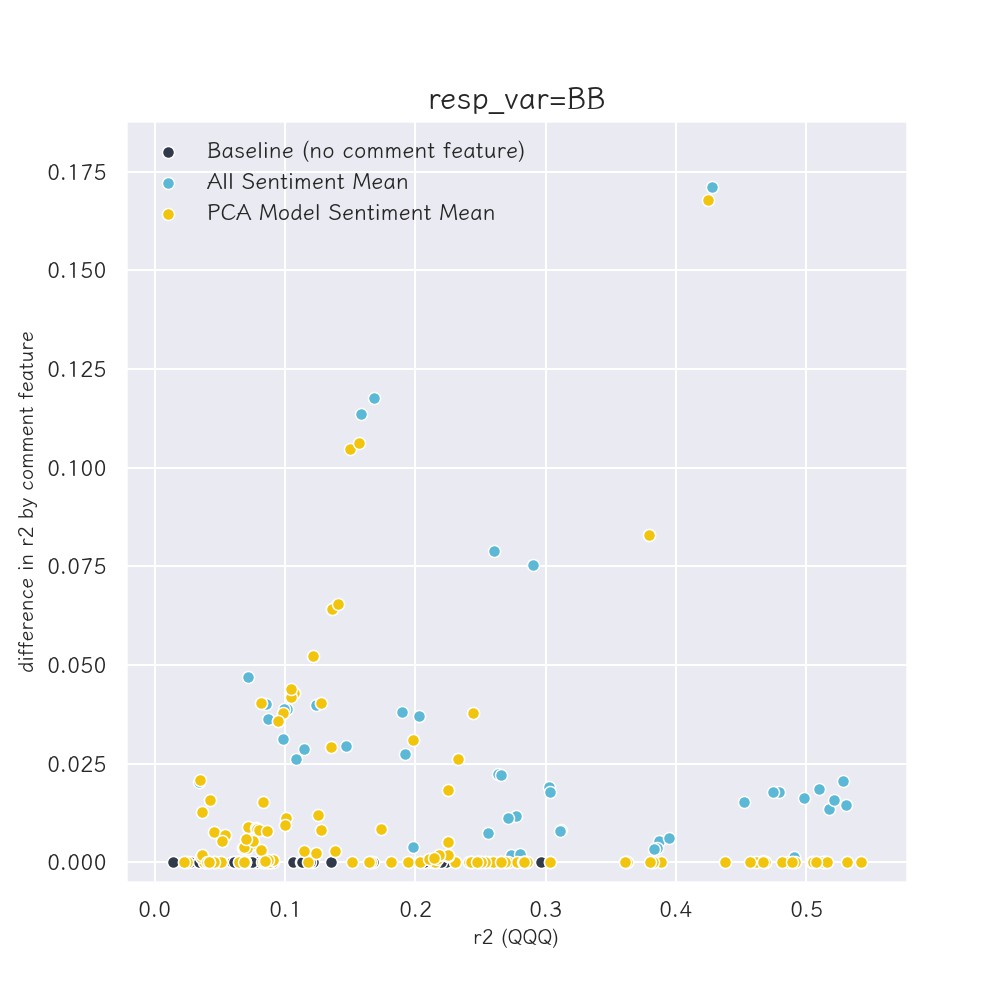 resp_var=BB
Baseline (no comment feature)
All Sentiment Mean
PCA Model Sentiment Mean
0.175
0.150
0.125
0.100
0.075
0.050
0.025
0.000
difference in r2 by comment feature
0.0 0.1 0.2 0.3 0.4 0.5
r2 (QQQ)